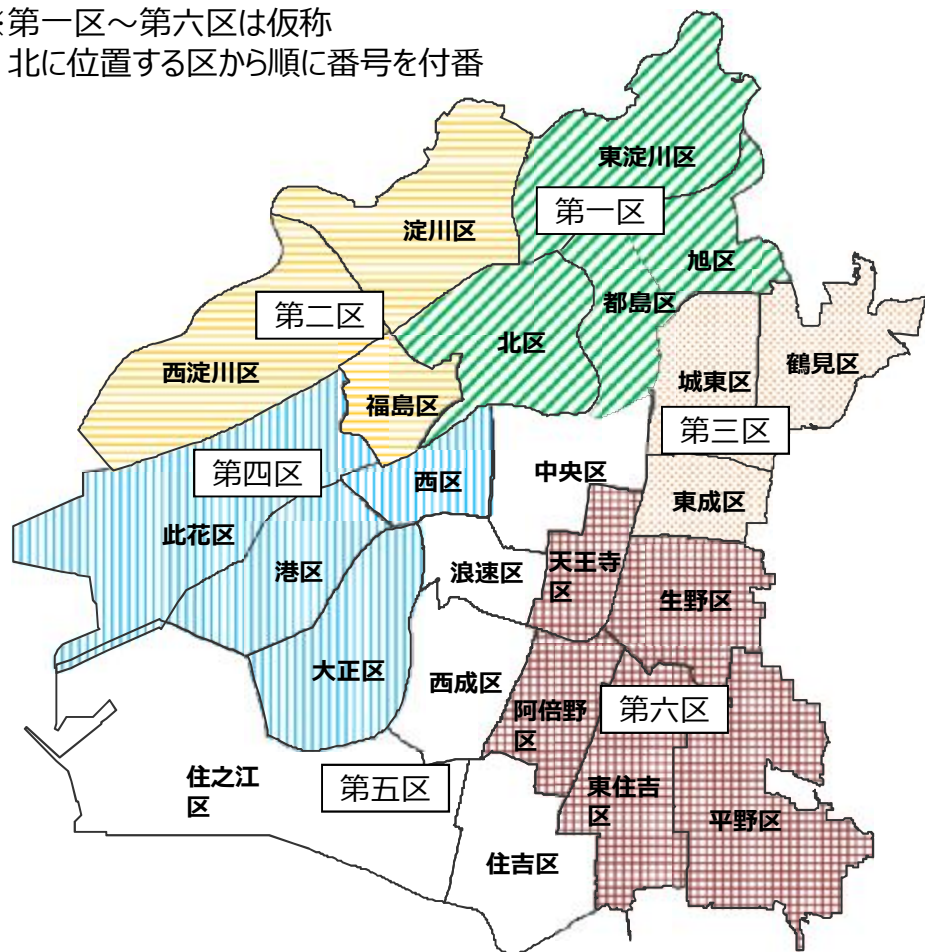 ※第一区～第六区は仮称
北に位置する区から順に番号を付番
東淀川区
第一区
淀川区
旭区
都島区
第二区
北区
西淀川区
福島区
城東区
鶴見区
第三区
第四区
西区
中央区
東成区
此花区
港区
浪速区
天王寺
区
生野区
大正区
西成区
阿倍野
区
第六区
住之江
区
第五区
東住吉
区
平野区
住吉区